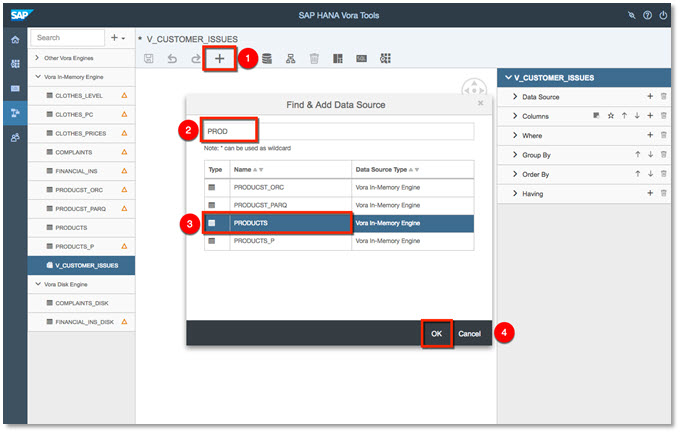 SAP
SAP HANA Vora Tools
Search
* V_CUSTOMER_ISSUES
1
Other Vora Engines
Vora In-Memory Engine
CLOTHES_LEVEL
CLOTHES_PC
CLOTHES_PRICES
COMPLAINTS
FINANCIAL_INS
PRODUCST_ORC
PRODUCST_PARQ
PRODUCTS
PRODUCTS_P
V_CUSTOMER_ISSUES
Vora Disk Engine
COMPLAINTS_DISK
FINANCIAL_INS_DISK
Find & Add Data Source
2
PROD
Note: * can be used as wildcard
Type Name Data Source Type
PRODUCST_ORC Vora In-Memory Engine
PRODUCST_PARQ Vora In-Memory Engine
3
PRODUCTS Vora In-Memory Engine
PRODUCTS_P Vora In-Memory Engine
OK Cancel
4
V_CUSTOMER_ISSUES
Data Source
Columns
Where
Group By
Order By
Having